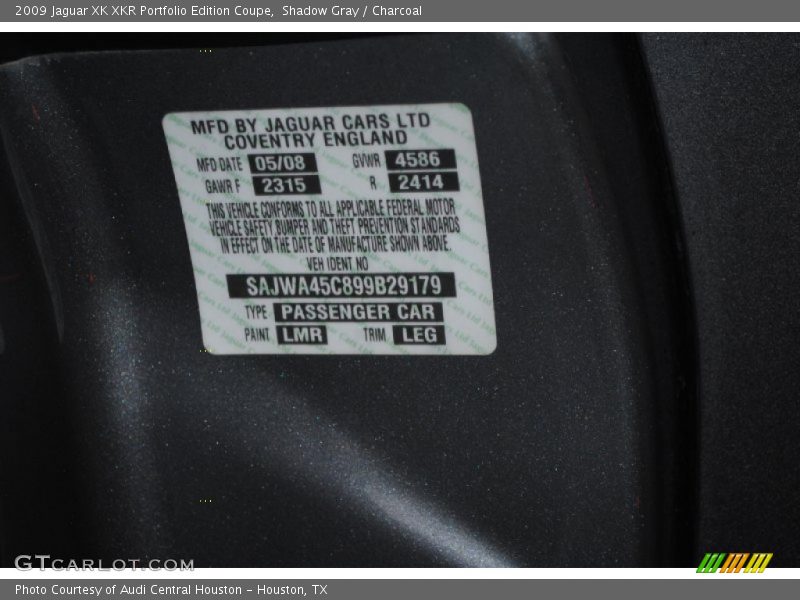 2009 Jaguar XK XKR Portfolio Edition Coupe, Shadow Gray / Charcoal
MFD BY JAGUAR CARS LTD
COVENTRY ENGLAND
MFD DATE 05/08 GVWR 4586
GAWR F 2315 R 2414
THIS VEHICLE CONFORMS TO ALL APPLICABLE FEDERAL MOTOR
VEHICLE SAFETY, BUMPER AND THEFT PREVENTION STANDARDS
IN EFFECT ON THE DATE OF MANUFACTURE SHOWN ABOVE.
VEH IDENT NO
SAJWA45C899B29179
TYPE PASSENGER CAR
PAINT LMR TRIM LEG
GTCARLOT.COM
Photo Courtesy of Audi Central Houston – Houston, TX